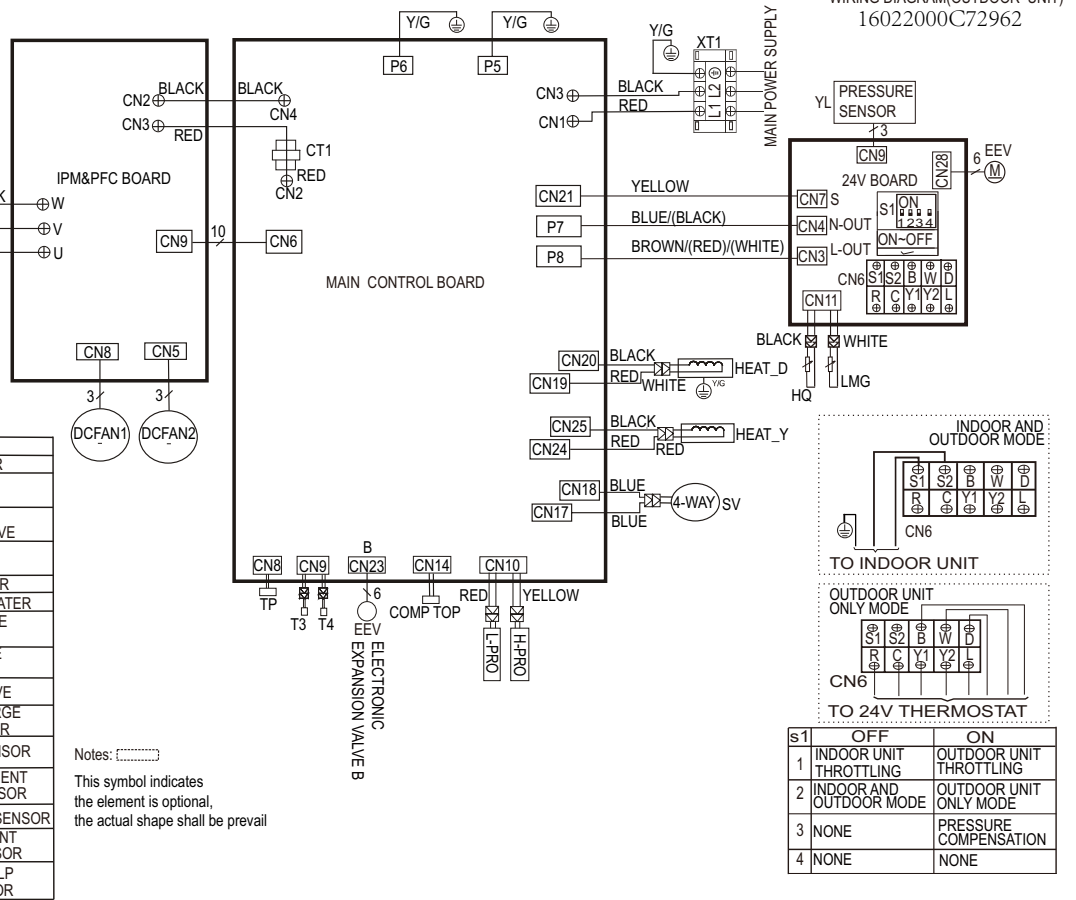 WIRING DIAGRAM(OUTDOOR UNIT)
16022000C72962
Y/G
Y/G
Y/G
XT1
MAIN POWER SUPPLY
P6
P5
CN2
BLACK
BLACK
CN4
CN3
RED
CT1
RED
CN2
IPM&PFC BOARD
W
V
U
CN9
10
CN6
MAIN CONTROL BOARD
CN3
BLACK
L2
CN1
RED
L1
YL
PRESSURE
SENSOR
3
CN9
CN28
6
EEV
M
24V BOARD
S1
ON
1234
ON~OFF
CN21
YELLOW
CN7
S
P7
BLUE/(BLACK)
CN4
N-OUT
P8
BROWN/(RED)/(WHITE)
CN3
L-OUT
CN6
S1 S2 B W D
R C Y1 Y2 L
CN11
BLACK
WHITE
HQ
LMG
CN8
CN5
3
3
DCFAN1
DCFAN2
CN20
BLACK
HEAT_D
CN19
RED
WHITE
Y/G
CN25
BLACK
HEAT_Y
CN24
RED
RED
CN18
BLUE
4-WAY
SV
CN17
BLUE
CN8
TP
CN9
T3
T4
B
CN23
6
EEV
ELECTRONIC
EXPANSION VALVE B
CN14
COMP TOP
CN10
RED
YELLOW
L-PRO
H-PRO
INDOOR AND
OUTDOOR MODE
S1 S2 B W D
R C Y1 Y2 L
CN6
TO INDOOR UNIT
OUTDOOR UNIT
ONLY MODE
S1 S2 B W D
R C Y1 Y2 L
CN6
TO 24V THERMOSTAT
s1 OFF ON
1 INDOOR UNIT THROTTLING OUTDOOR UNIT THROTTLING
2 INDOOR AND OUTDOOR MODE OUTDOOR UNIT ONLY MODE
3 NONE PRESSURE COMPENSATION
4 NONE NONE
Notes:
This symbol indicates
the element is optional,
the actual shape shall be prevail